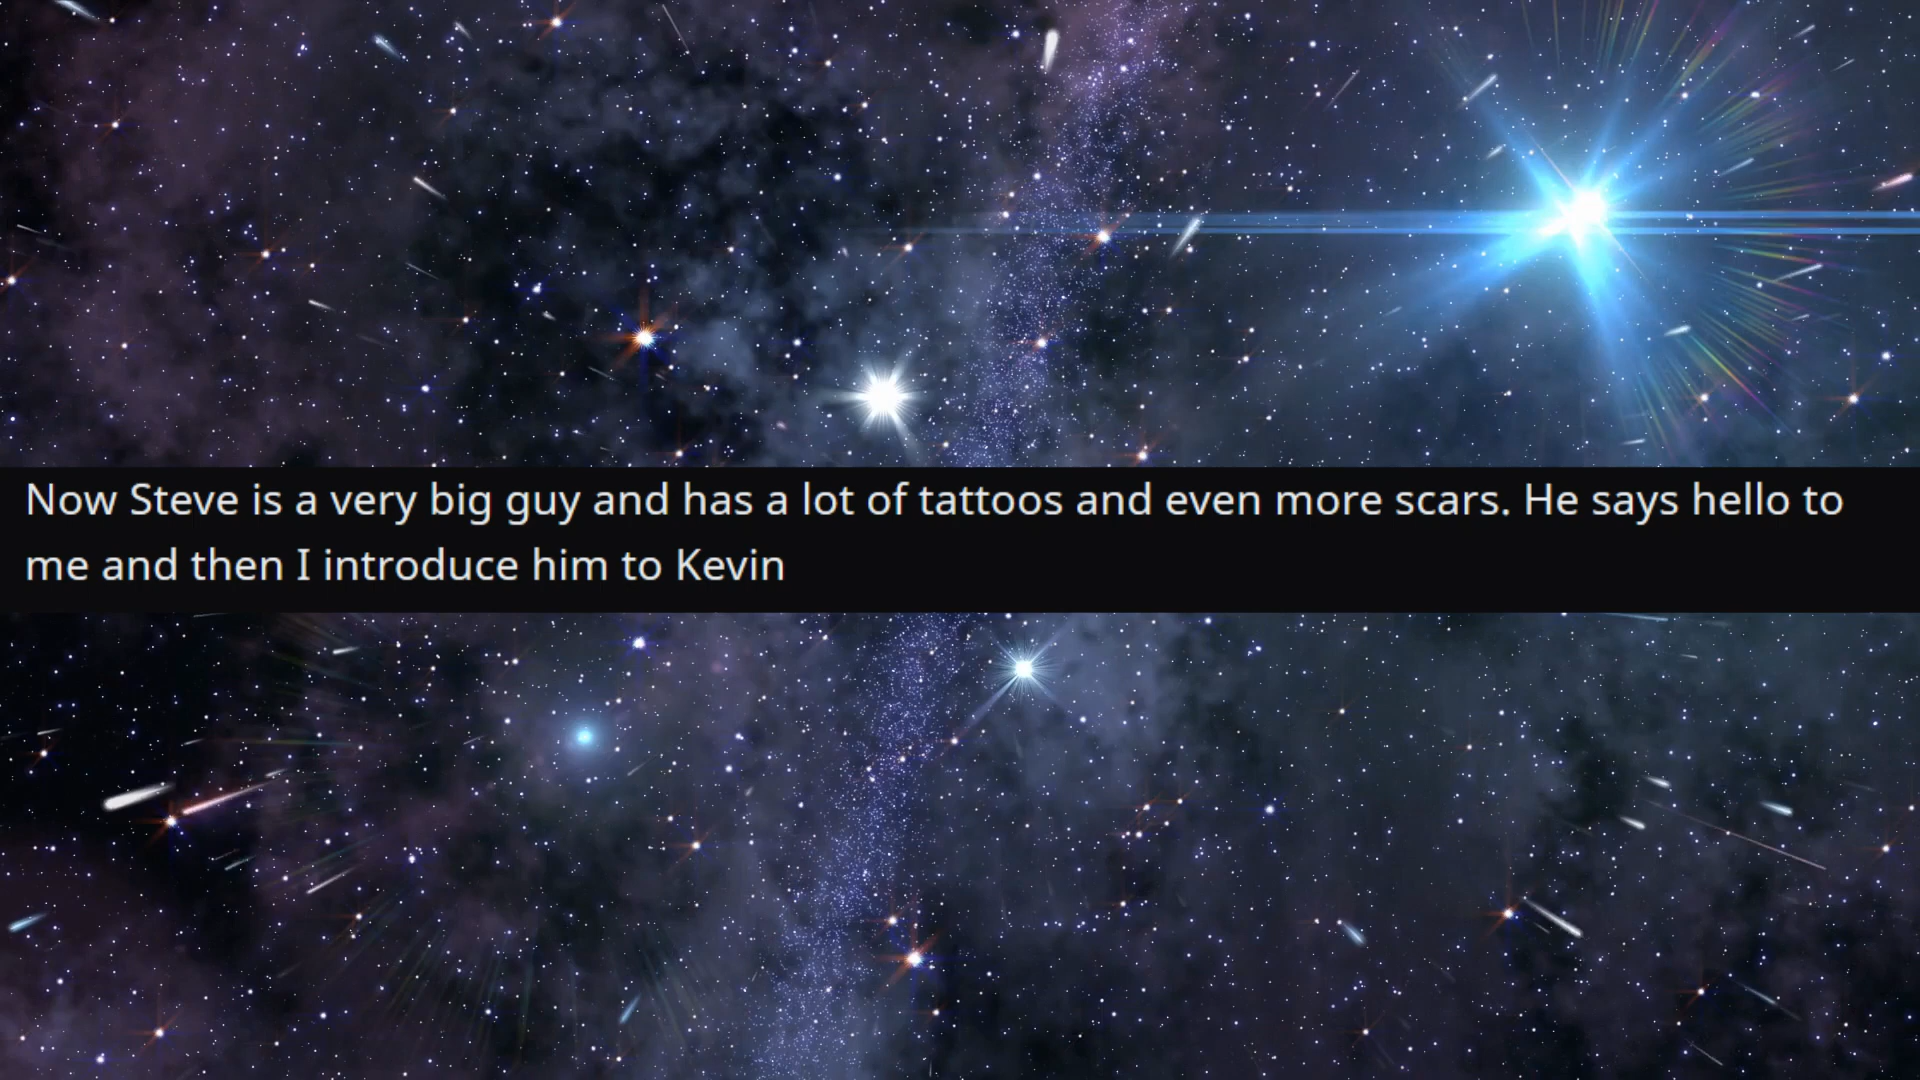 Now Steve is a very big guy and has a lot of tattoos and even more scars. He says hello to
me and then I introduce him to Kevin